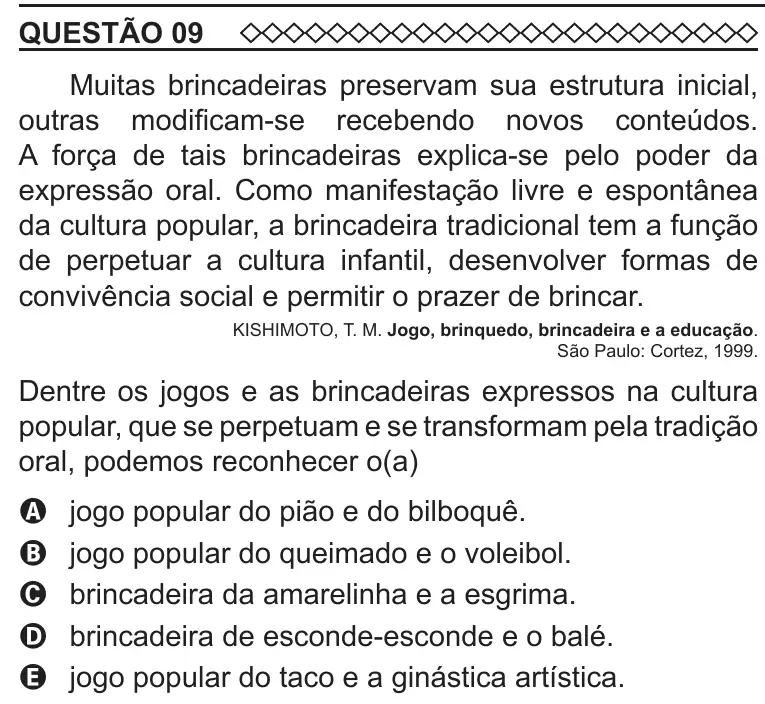 QUESTÃO 09
Muitas brincadeiras preservam sua estrutura inicial,
outras modificam-se recebendo novos conteúdos.
A força de tais brincadeiras explica-se pelo poder da
expressão oral. Como manifestação livre e espontânea
da cultura popular, a brincadeira tradicional tem a função
de perpetuar a cultura infantil, desenvolver formas de
convivência social e permitir o prazer de brincar.
KISHIMOTO, T. M. Jogo, brinquedo, brincadeira e a educação.
São Paulo: Cortez, 1999.
Dentre os jogos e as brincadeiras expressos na cultura
popular, que se perpetuam e se transformam pela tradição
oral, podemos reconhecer o(a)
A jogo popular do pião e do bilboquê.
B jogo popular do queimado e o voleibol.
C brincadeira da amarelinha e a esgrima.
D brincadeira de esconde-esconde e o balé.
E jogo popular do taco e a ginástica artística.